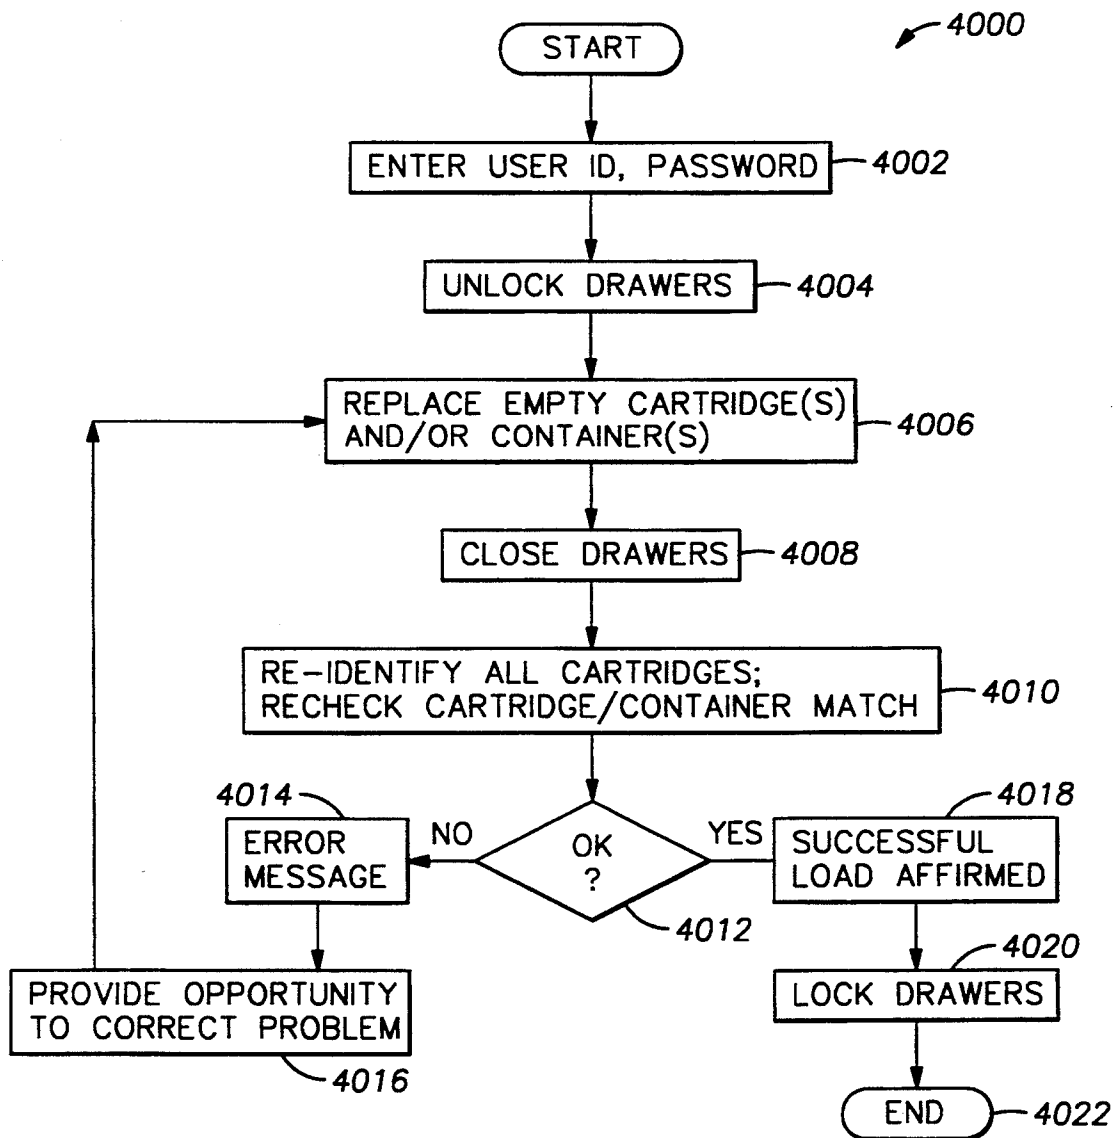 START
4000
ENTER USER ID, PASSWORD
4002
UNLOCK DRAWERS
4004
REPLACE EMPTY CARTRIDGE(S)
AND/OR CONTAINER(S)
4006
CLOSE DRAWERS
4008
RE-IDENTIFY ALL CARTRIDGES;
RECHECK CARTRIDGE/CONTAINER MATCH
4010
OK
?
4012
NO
4014
ERROR
MESSAGE
PROVIDE OPPORTUNITY
TO CORRECT PROBLEM
4016
YES
4018
SUCCESSFUL
LOAD AFFIRMED
4020
LOCK DRAWERS
END
4022